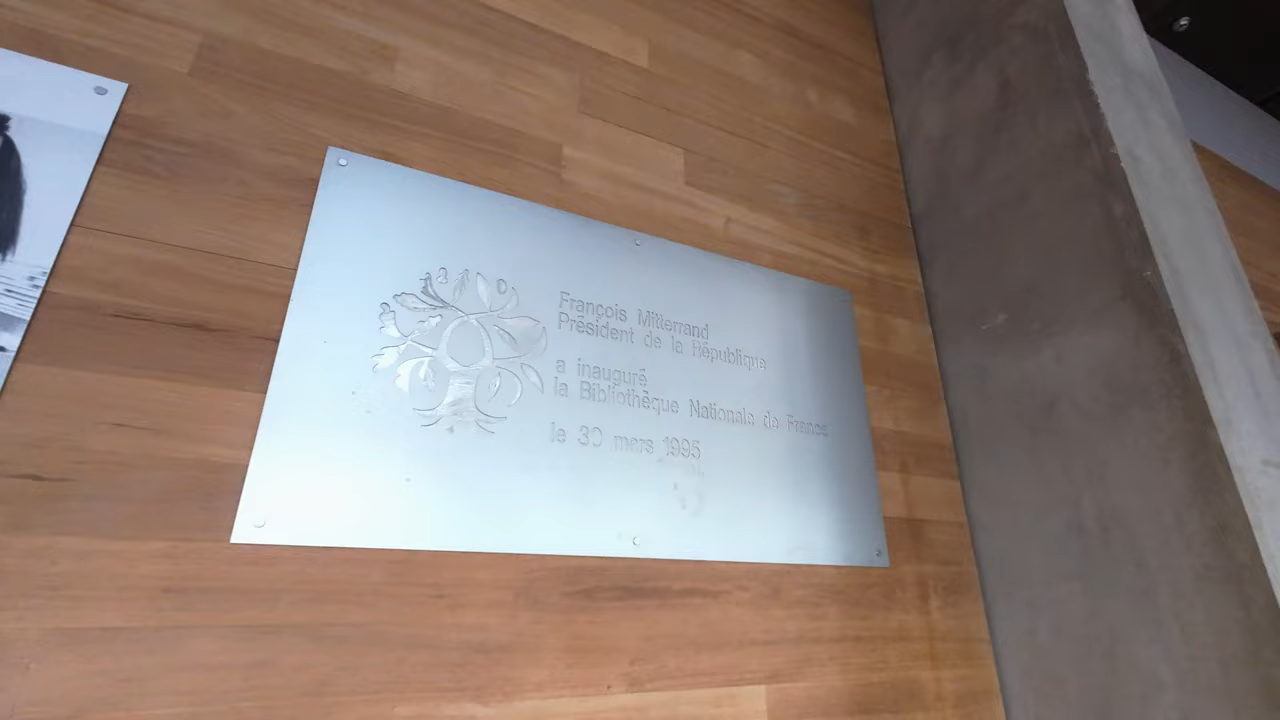 François Mitterrand
Président de la République
a inauguré
la Bibliothèque Nationale de France
le 30 mars 1995